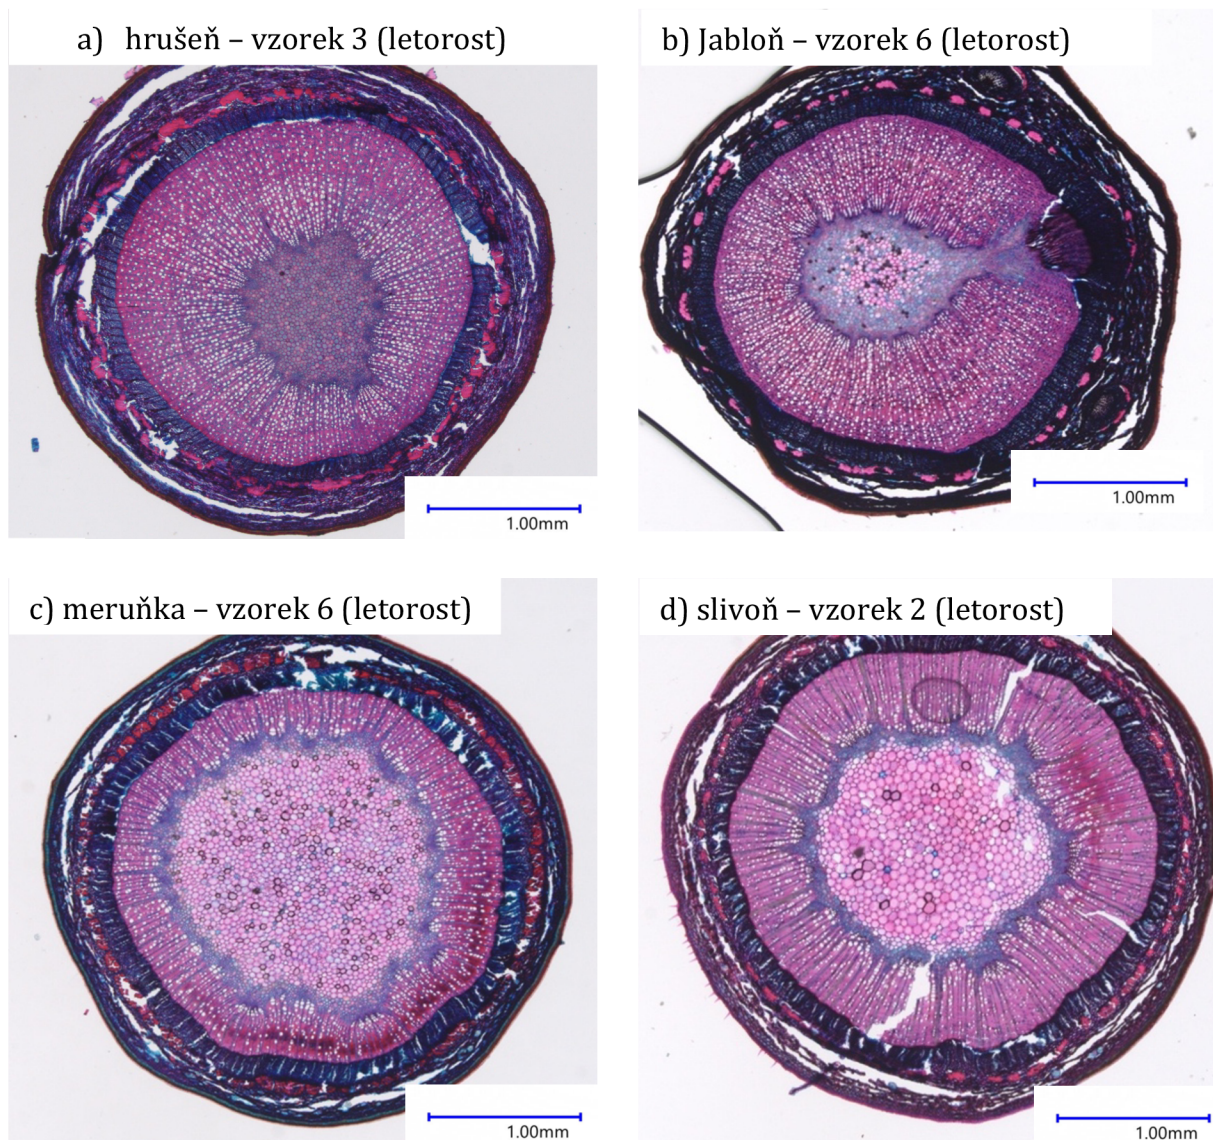 a) hrušeň – vzorek 3 (letorost)
b) Jabloň – vzorek 6 (letorost)
1.00mm
1.00mm
c) meruňka – vzorek 6 (letorost)
d) slivoň – vzorek 2 (letorost)
1.00mm
1.00mm